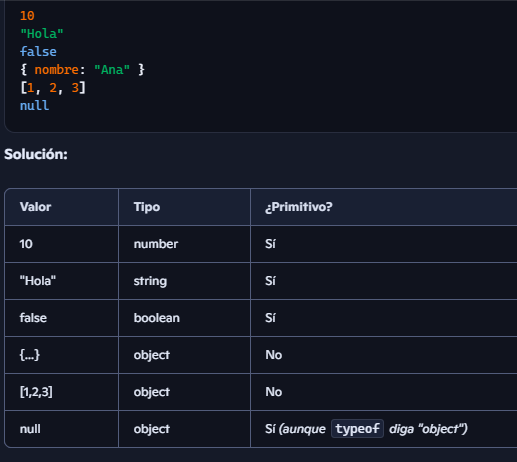 10
"Hola"
false
{ nombre: "Ana" }
[1, 2, 3]
null
Solución:
Valor Tipo ¿Primitivo?
10 number Sí
"Hola" string Sí
false boolean Sí
{...} object No
[1,2,3] object No
null object Sí (aunque typeof diga "object")